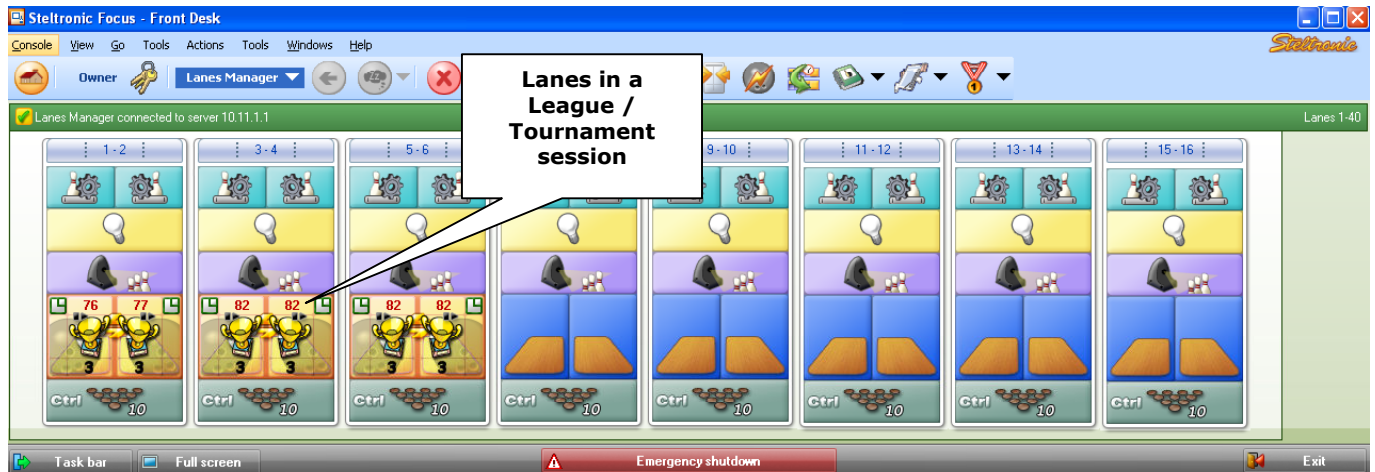 Steltronic Focus - Front Desk
Console View Go Tools Actions Tools Windows Help
Steltronic
Owner Lanes Manager
1
Lanes in a
League /
Tournament
session
Lanes Manager connected to server 10.11.1.1 Lanes 1-40
1 - 2 3 - 4 5 - 6 9 - 10 11 - 12 13 - 14 15 - 16
76 77 82 82 82 82
3 3 3 3 3 3
Ctrl 10 Ctrl 10 Ctrl 10 Ctrl 10 Ctrl 10 Ctrl 10 Ctrl 10 Ctrl 10
Task bar Full screen Emergency shutdown Exit